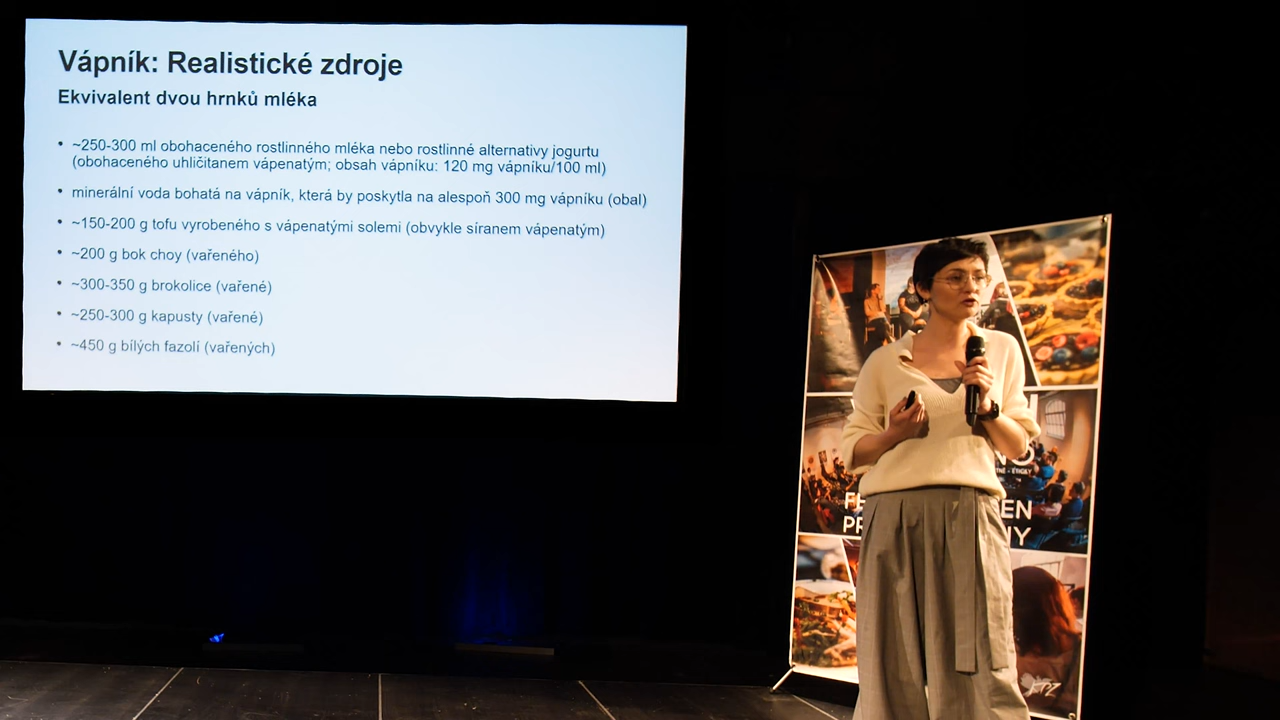 Vápník: Realistické zdroje
Ekvivalent dvou hrnků mléka
• ~250-300 ml obohaceného rostlinného mléka nebo rostlinné alternativy jogurtu
(obohaceného uhličitanem vápenatým; obsah vápníku: 120 mg vápníku/100 ml)
• minerální voda bohatá na vápník, která by poskytla na alespoň 300 mg vápníku (obal)
• ~150-200 g tofu vyrobeného s vápenatými solemi (obvykle síranem vápenatým)
• ~200 g bok choy (vařeného)
• ~300-350 g brokolice (vařené)
• ~250-300 g kapusty (vařené)
• ~450 g bílých fazolí (vařených)